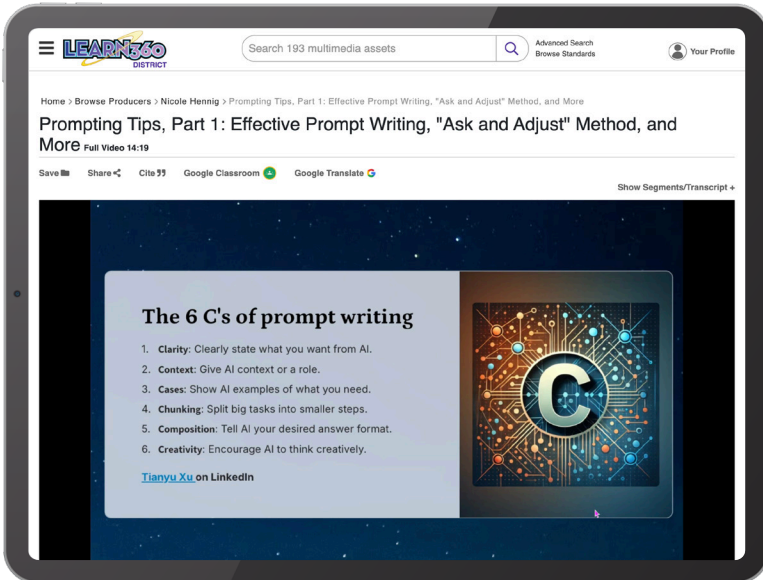 LEARN360
DISTRICT
Search 193 multimedia assets
Advanced Search
Browse Standards
Your Profile
Home > Browse Producers > Nicole Hennig > Prompting Tips, Part 1: Effective Prompt Writing, "Ask and Adjust" Method, and More
Prompting Tips, Part 1: Effective Prompt Writing, "Ask and Adjust" Method, and
More Full Video 14:19
Save Share Cite Google Classroom Google Translate
Show Segments/Transcript +
The 6 C's of prompt writing
1. Clarity: Clearly state what you want from AI.
2. Context: Give AI context or a role.
3. Cases: Show AI examples of what you need.
4. Chunking: Split big tasks into smaller steps.
5. Composition: Tell AI your desired answer format.
6. Creativity: Encourage AI to think creatively.
Tianyu Xu on LinkedIn
C